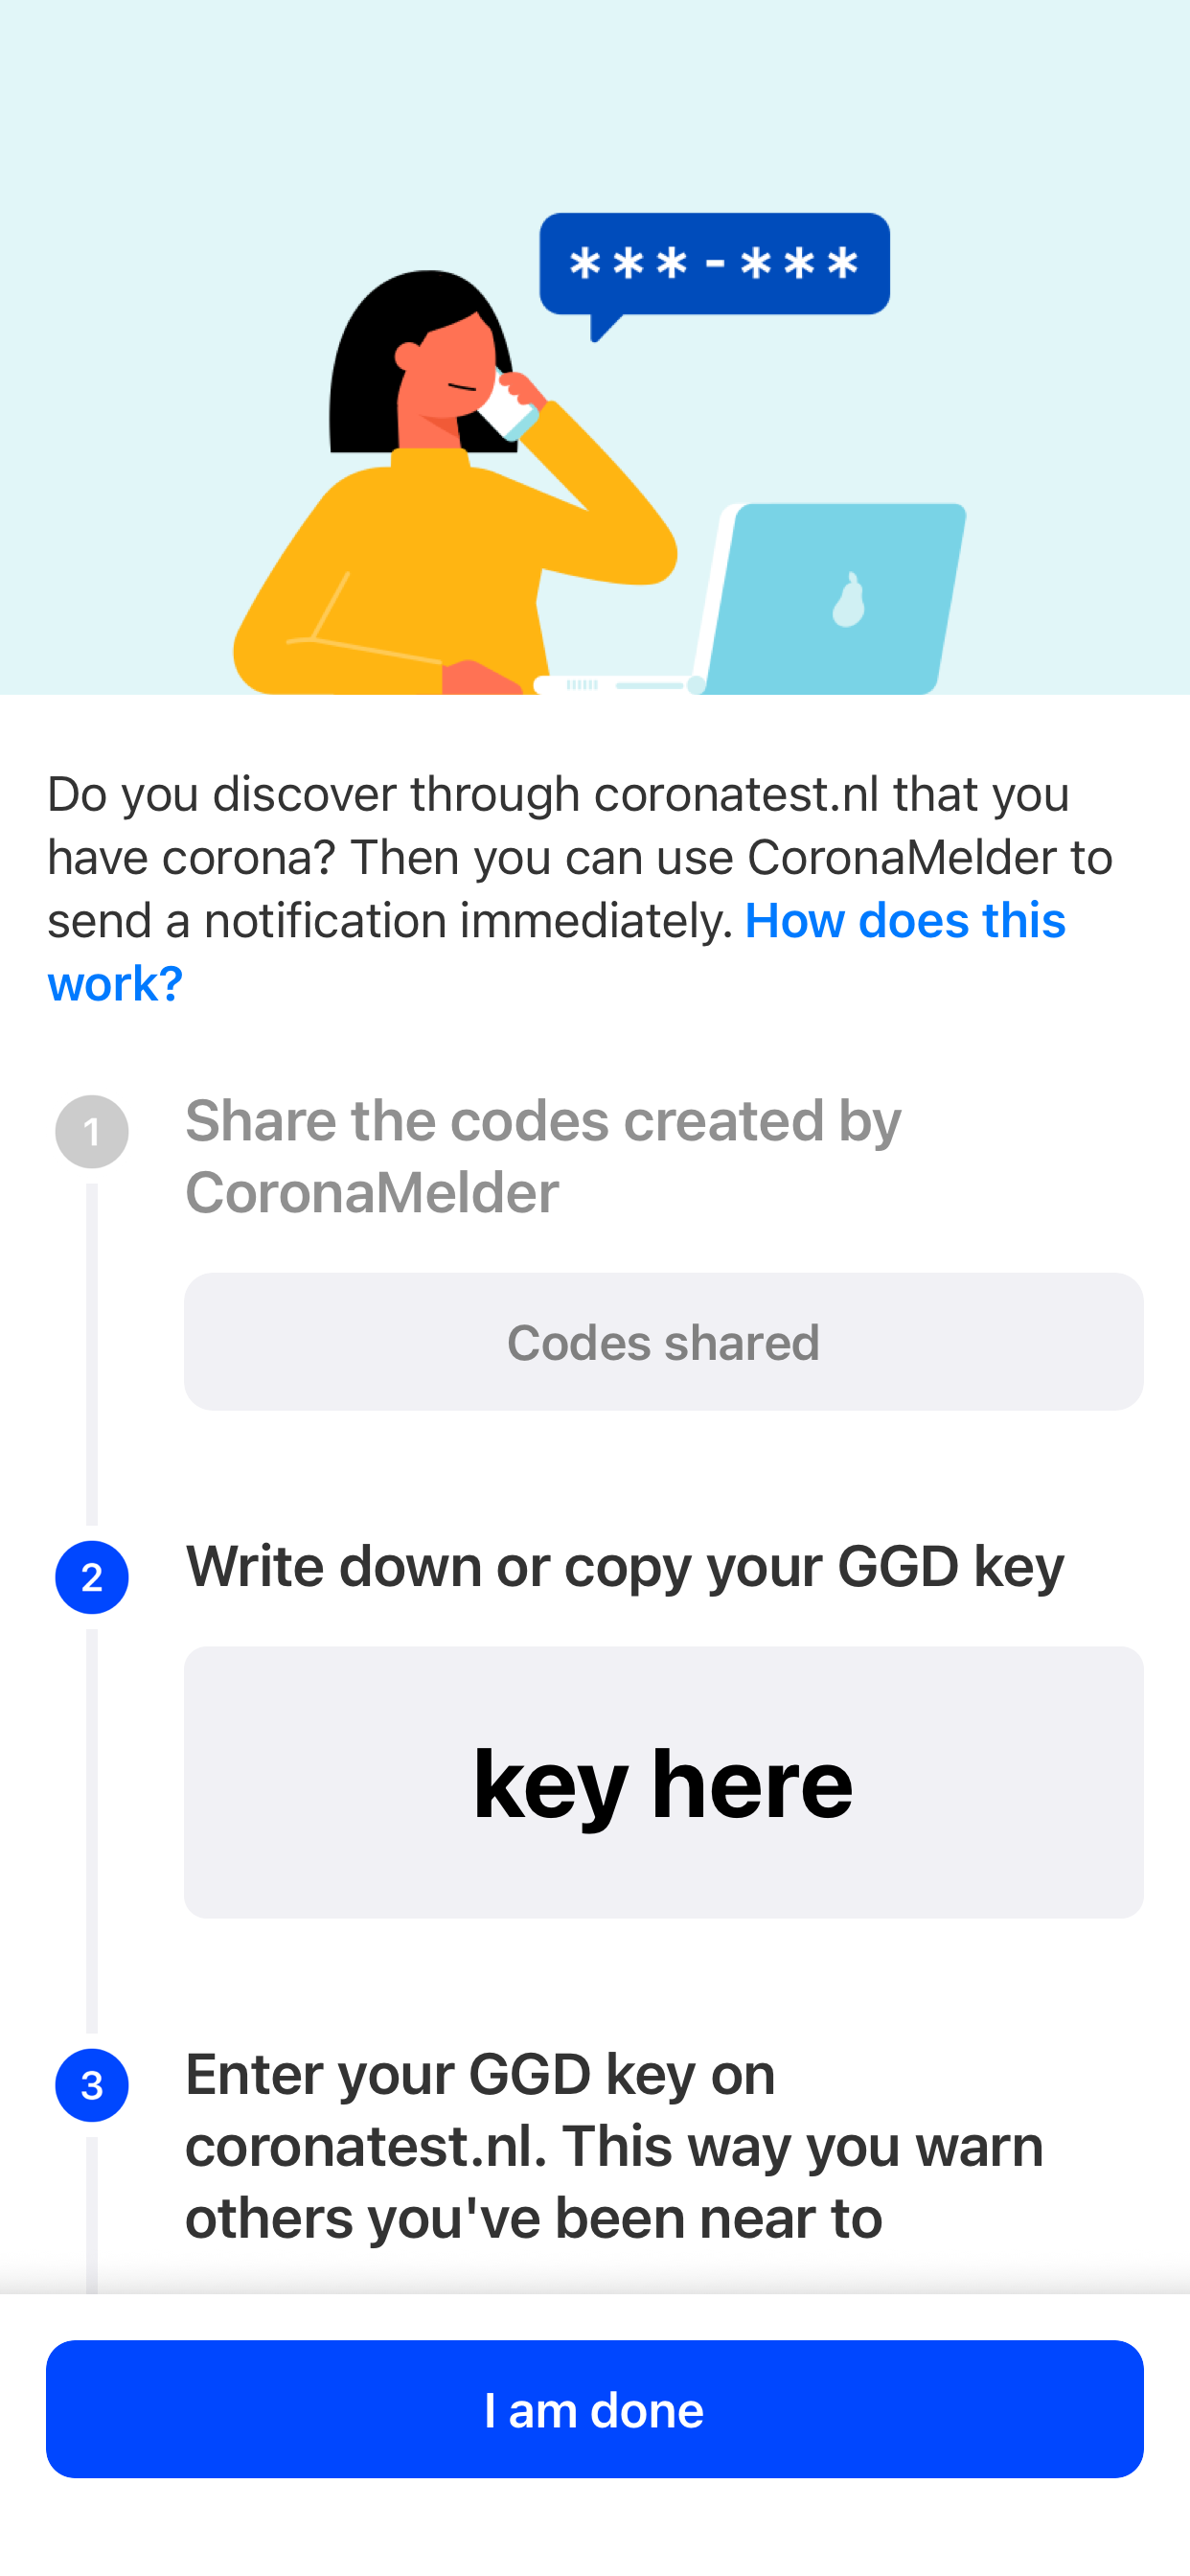 ***-***
Do you discover through coronatest.nl that you
have corona? Then you can use CoronaMelder to
send a notification immediately. How does this
work?
1
Share the codes created by
CoronaMelder
Codes shared
2
Write down or copy your GGD key
key here
3
Enter your GGD key on
coronatest.nl. This way you warn
others you've been near to
I am done